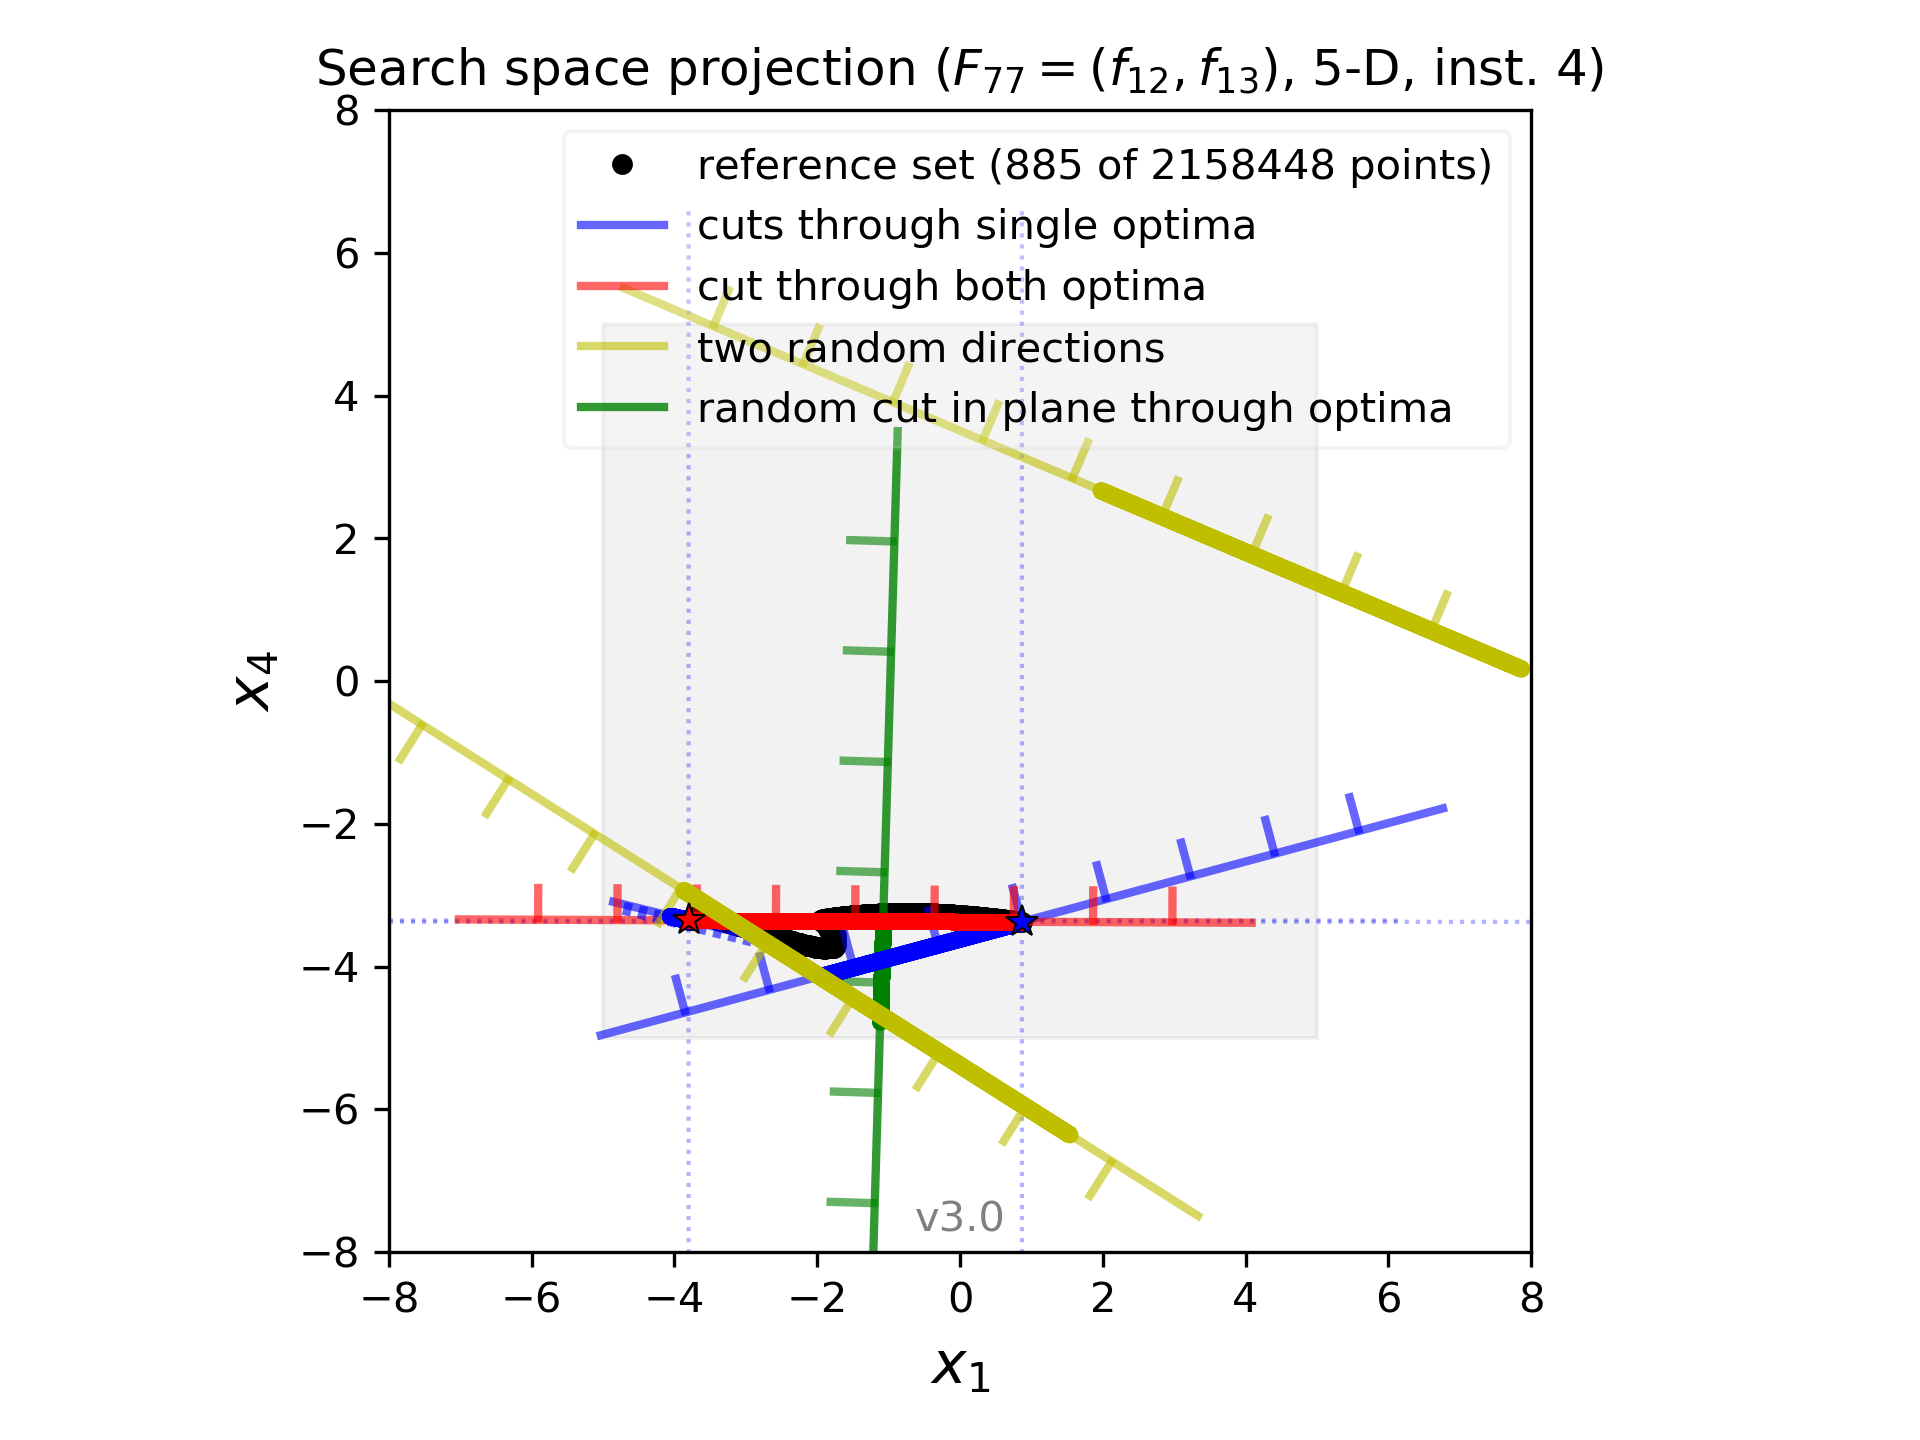 Search space projection (F77 = (f12, f13), 5-D, inst. 4)
8
reference set (885 of 2158448 points)
cuts through single optima
6
cut through both optima
two random directions
4
random cut in plane through optima
2
x4
0
−2
−4
−6
v3.0
−8
−8 −6 −4 −2 0 2 4 6 8
x1